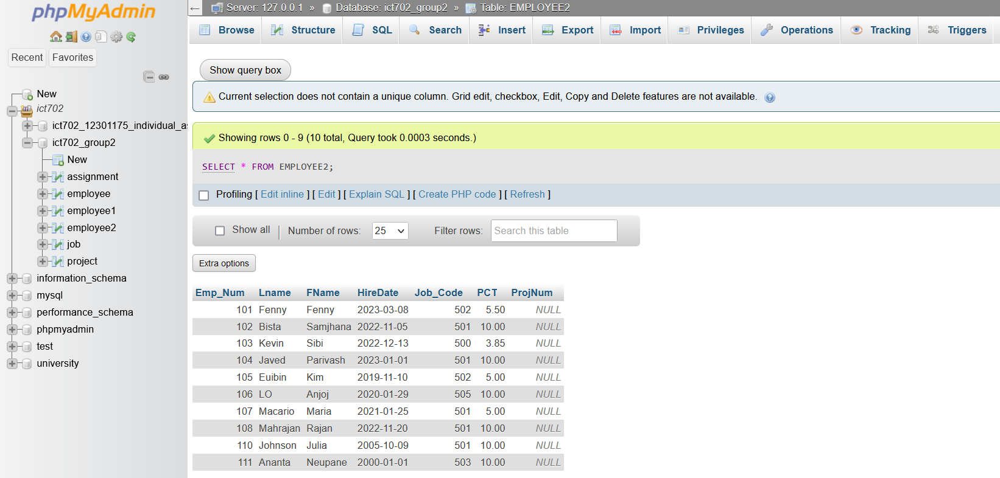 phpMyAdmin
Recent Favorites
New
ict702
ict702_12301175_individual_as
ict702_group2
New
assignment
employee
employee1
employee2
job
project
information_schema
mysql
performance_schema
phpmyadmin
test
university
Server: 127.0.0.1 » Database: ict702_group2 » Table: EMPLOYEE2
Browse Structure SQL Search Insert Export Import Privileges Operations Tracking Triggers
Show query box
Current selection does not contain a unique column. Grid edit, checkbox, Edit, Copy and Delete features are not available.
Showing rows 0 - 9 (10 total, Query took 0.0003 seconds.)
SELECT * FROM EMPLOYEE2;
Profiling [ Edit inline ] [ Edit ] [ Explain SQL ] [ Create PHP code ] [ Refresh ]
Show all Number of rows: 25 Filter rows: Search this table
Extra options
Emp_Num Lname FName HireDate Job_Code PCT ProjNum
101 Fenny Fenny 2023-03-08 502 5.50 NULL
102 Bista Samjhana 2022-11-05 501 10.00 NULL
103 Kevin Sibi 2022-12-13 500 3.85 NULL
104 Javed Parivash 2023-01-01 501 10.00 NULL
105 Euibin Kim 2019-11-10 502 5.00 NULL
106 LO Anjoj 2020-01-29 505 10.00 NULL
107 Macario Maria 2021-01-25 501 5.00 NULL
108 Mahrajan Rajan 2022-11-20 501 10.00 NULL
110 Johnson Julia 2005-10-09 501 10.00 NULL
111 Ananta Neupane 2000-01-01 503 10.00 NULL